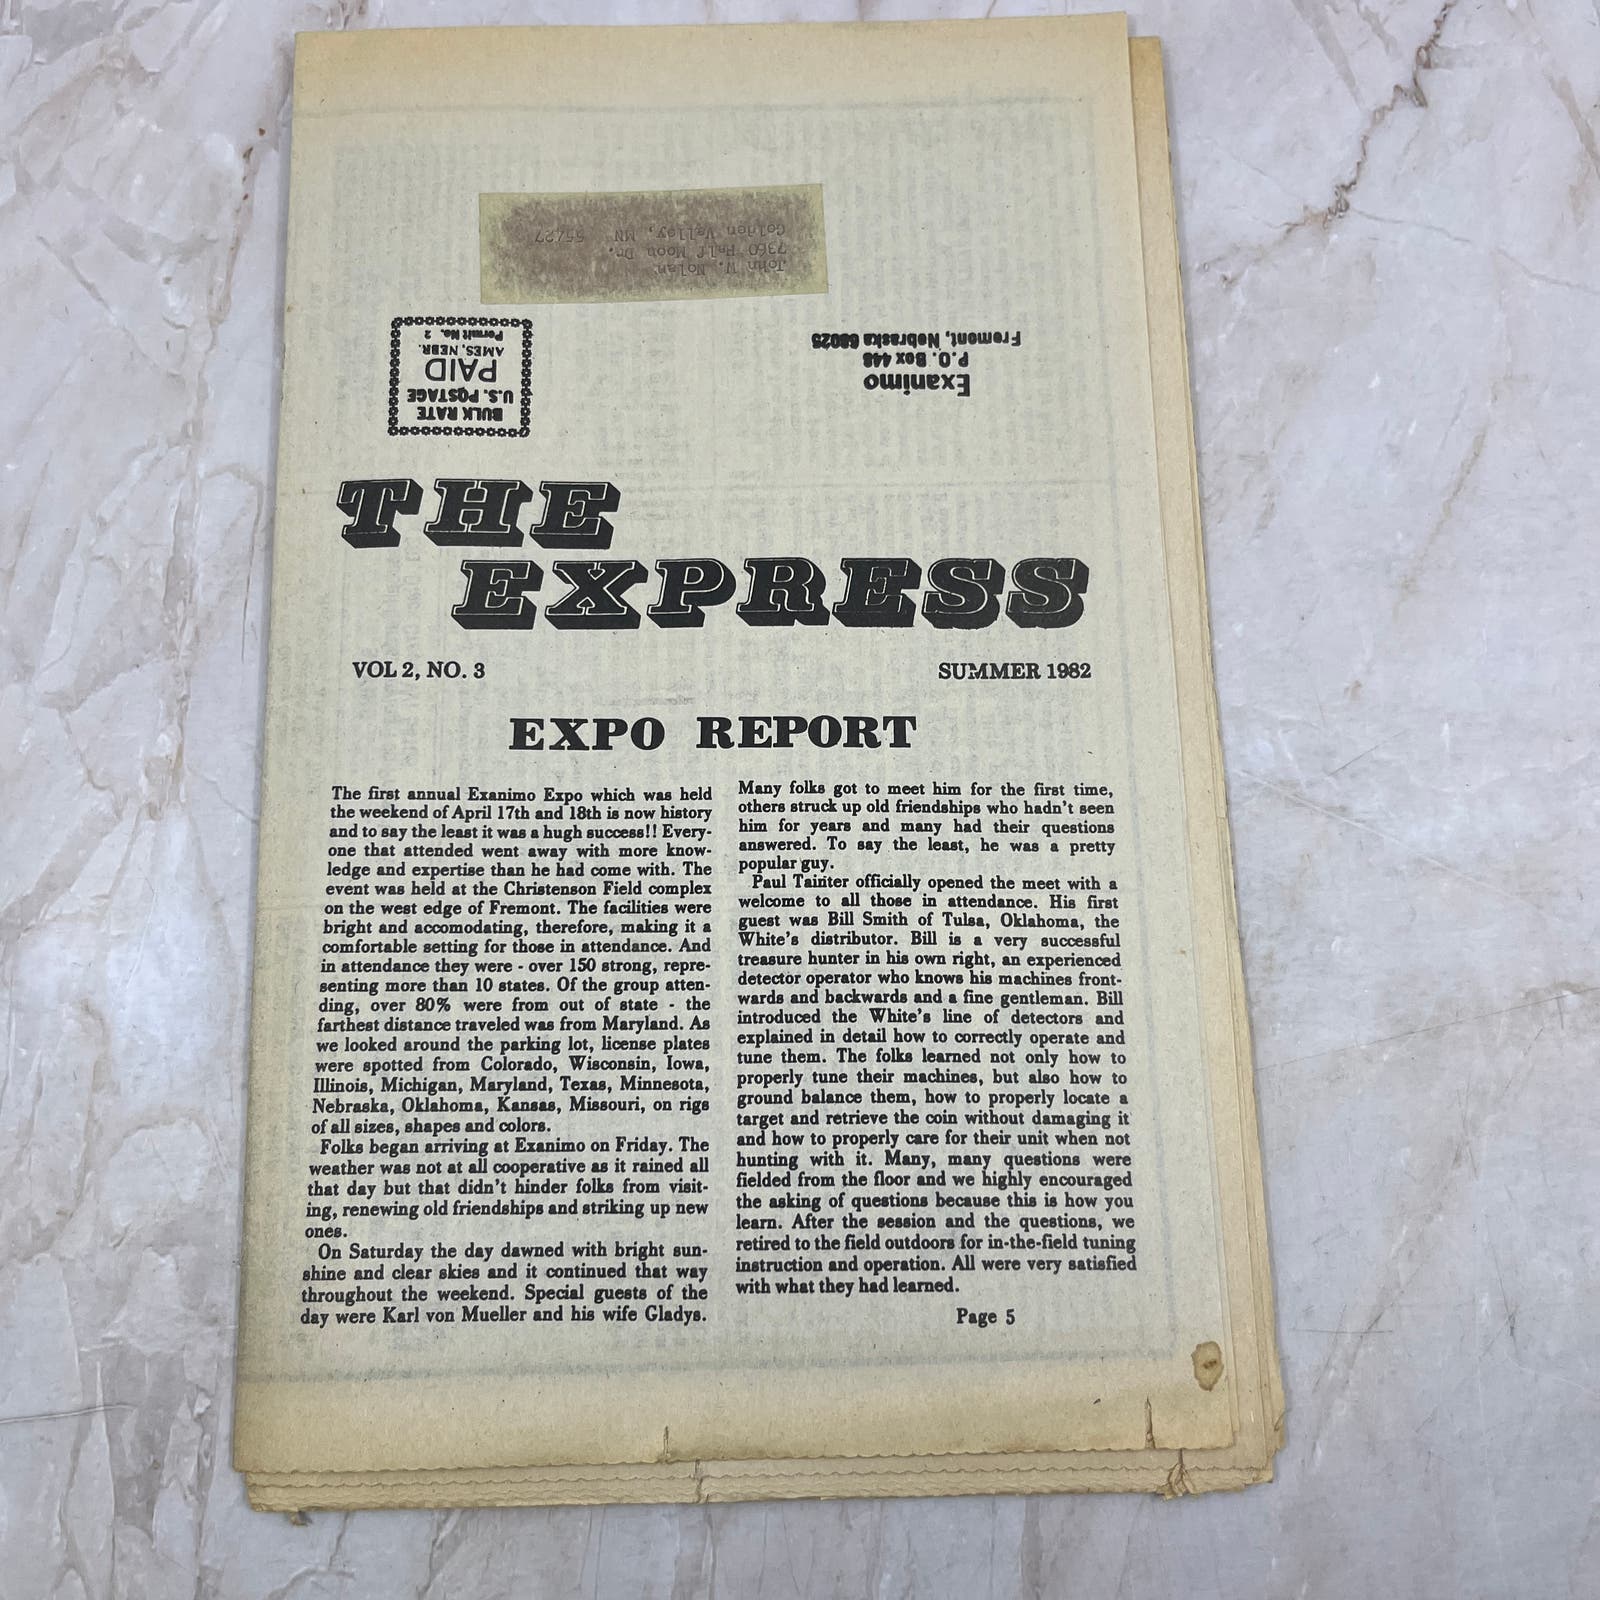 John W. Nolan
7360 Half Moon Dr.
Golden Valley, MN 55427
BULK RATE
U.S. POSTAGE
PAID
AMES, NEBR.
Permit No. 2
Exanimo
P.O. Box 448
Fremont, Nebraska 68025
THE
EXPRESS
VOL 2, NO. 3
SUMMER 1982
EXPO REPORT
The first annual Exanimo Expo which was held
the weekend of April 17th and 18th is now history
and to say the least it was a hugh success!! Every-
one that attended went away with more know-
ledge and expertise than he had come with. The
event was held at the Christenson Field complex
on the west edge of Fremont. The facilities were
bright and accomodating, therefore, making it a
comfortable setting for those in attendance. And
in attendance they were - over 150 strong, repre-
senting more than 10 states. Of the group atten-
ding, over 80% were from out of state - the
farthest distance traveled was from Maryland. As
we looked around the parking lot, license plates
were spotted from Colorado, Wisconsin, Iowa,
Illinois, Michigan, Maryland, Texas, Minnesota,
Nebraska, Oklahoma, Kansas, Missouri, on rigs
of all sizes, shapes and colors.
Folks began arriving at Exanimo on Friday. The
weather was not at all cooperative as it rained all
that day but that didn't hinder folks from visit-
ing, renewing old friendships and striking up new
ones.
On Saturday the day dawned with bright sun-
shine and clear skies and it continued that way
throughout the weekend. Special guests of the
day were Karl von Mueller and his wife Gladys.
Many folks got to meet him for the first time,
others struck up old friendships who hadn't seen
him for years and many had their questions
answered. To say the least, he was a pretty
popular guy.
Paul Tainter officially opened the meet with a
welcome to all those in attendance. His first
guest was Bill Smith of Tulsa, Oklahoma, the
White's distributor. Bill is a very successful
treasure hunter in his own right, an experienced
detector operator who knows his machines front-
wards and backwards and a fine gentleman. Bill
introduced the White's line of detectors and
explained in detail how to correctly operate and
tune them. The folks learned not only how to
properly tune their machines, but also how to
ground balance them, how to properly locate a
target and retrieve the coin without damaging it
and how to properly care for their unit when not
hunting with it. Many, many questions were
fielded from the floor and we highly encouraged
the asking of questions because this is how you
learn. After the session and the questions, we
retired to the field outdoors for in-the-field tuning
instruction and operation. All were very satisfied
with what they had learned.
Page 5